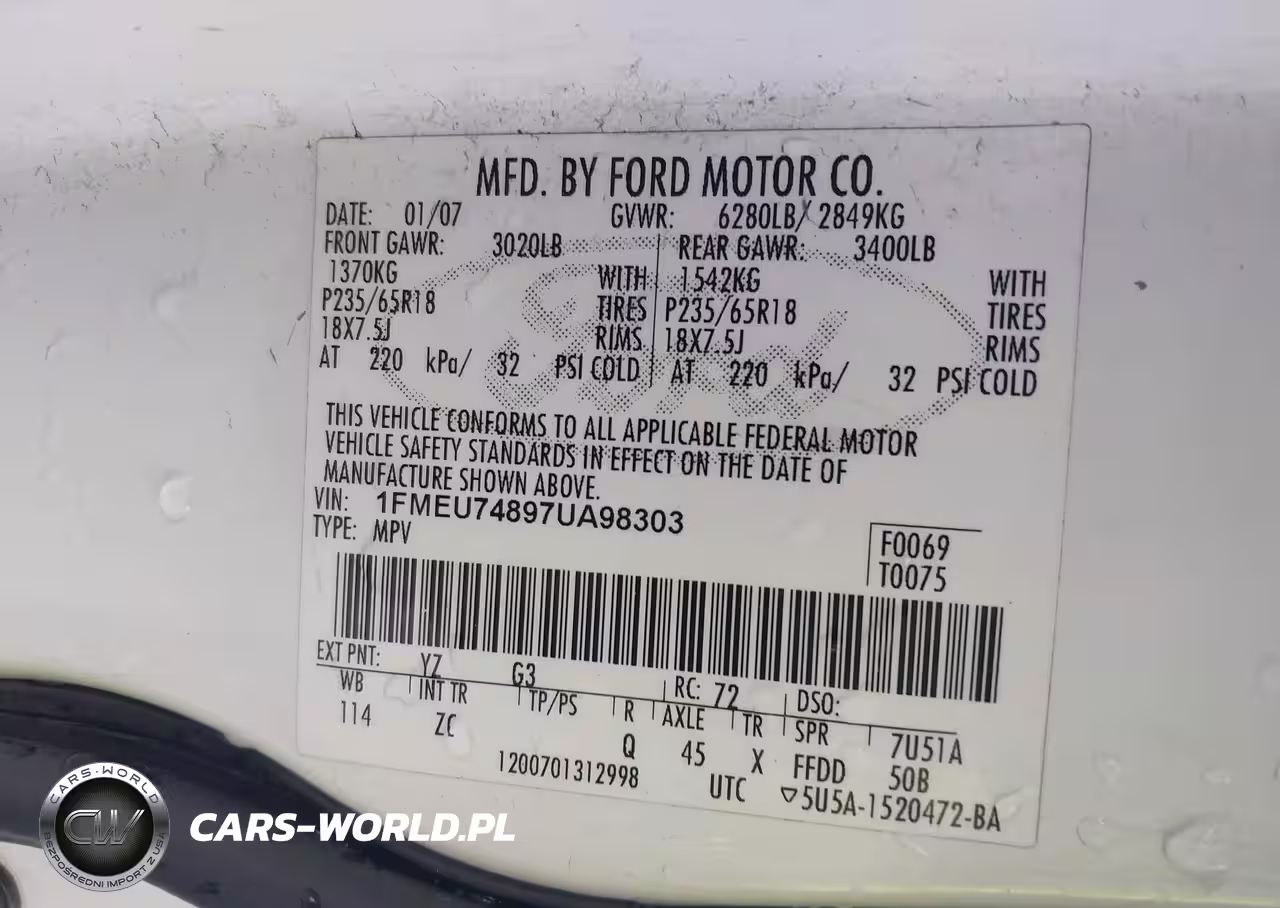 MFD. BY FORD MOTOR CO.
DATE: 01/07 GVWR: 6280LB/ 2849KG
FRONT GAWR: 3020LB REAR GAWR: 3400LB
1370KG WITH 1542KG WITH
P235/65R18 TIRES P235/65R18 TIRES
18X7.5J RIMS 18X7.5J RIMS
AT 220 kPa/ 32 PSI COLD AT 220 kPa/ 32 PSI COLD
Ford
THIS VEHICLE CONFORMS TO ALL APPLICABLE FEDERAL MOTOR
VEHICLE SAFETY STANDARDS IN EFFECT ON THE DATE OF
MANUFACTURE SHOWN ABOVE.
VIN: 1FMEU74897UA98303
TYPE: MPV
F0069
T0075
EXT PNT: YZ G3 RC: 72 DSO:
WB INT TR TP/PS R AXLE TR SPR 7U51A
114 ZC Q 45 X FFDD 50B
1200701312998 UTC ▽5U5A-1520472-BA
CARS-WORLD
CW
BEZPOŚREDNI IMPORT Z USA
CARS-WORLD.PL